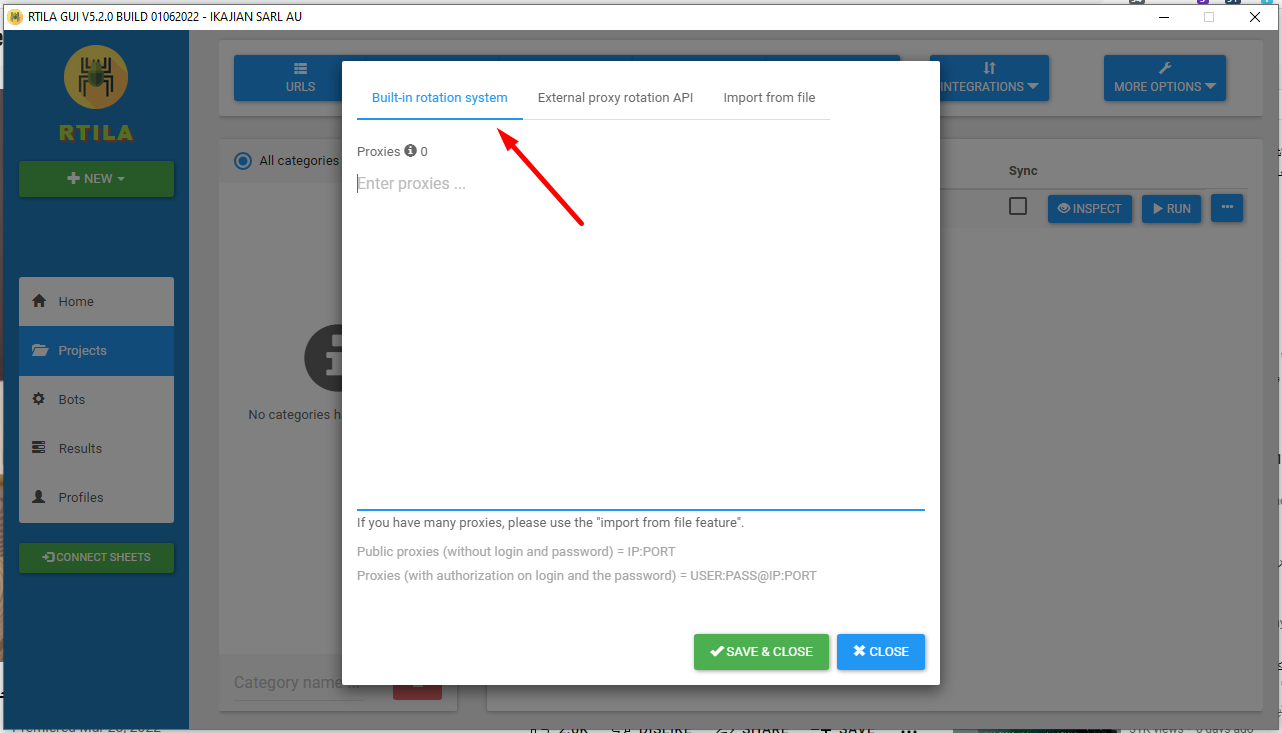 RTILA GUI V5.2.0 BUILD 01062022 - IKAJIAN SARL AU
RTILA
NEW
Home
Projects
Bots
Results
Profiles
CONNECT SHEETS
URLS
INTEGRATIONS
MORE OPTIONS
All categories
No categories
Category name ...
Sync
INSPECT
RUN
Built-in rotation system
External proxy rotation API
Import from file
Proxies 0
Enter proxies ...
If you have many proxies, please use the "import from file feature".
Public proxies (without login and password) = IP:PORT
Proxies (with authorization on login and the password) = USER:PASS@IP:PORT
SAVE & CLOSE
CLOSE